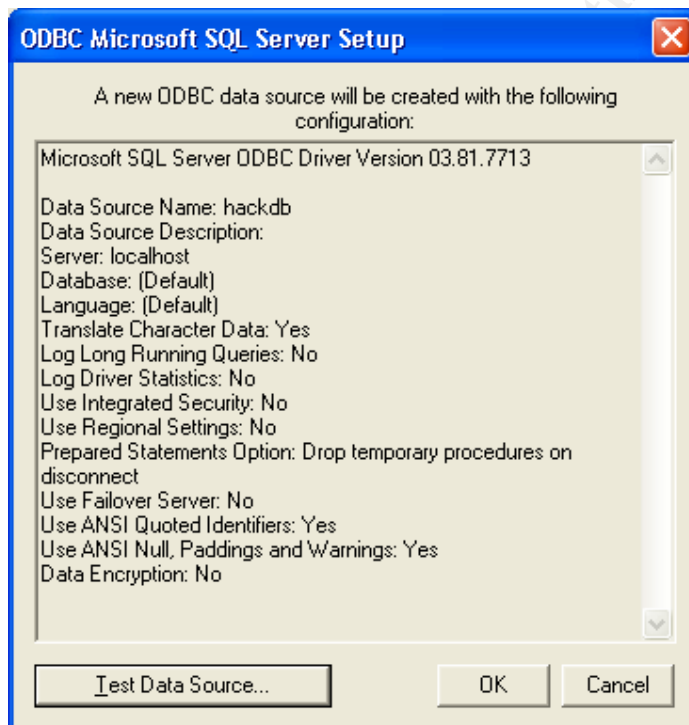 ODBC Microsoft SQL Server Setup
A new ODBC data source will be created with the following
configuration:
Microsoft SQL Server ODBC Driver Version 03.81.7713
Data Source Name: hackdb
Data Source Description:
Server: localhost
Database: (Default)
Language: (Default)
Translate Character Data: Yes
Log Long Running Queries: No
Log Driver Statistics: No
Use Integrated Security: No
Use Regional Settings: No
Prepared Statements Option: Drop temporary procedures on
disconnect
Use Failover Server: No
Use ANSI Quoted Identifiers: Yes
Use ANSI Null, Paddings and Warnings: Yes
Data Encryption: No
Test Data Source... OK Cancel